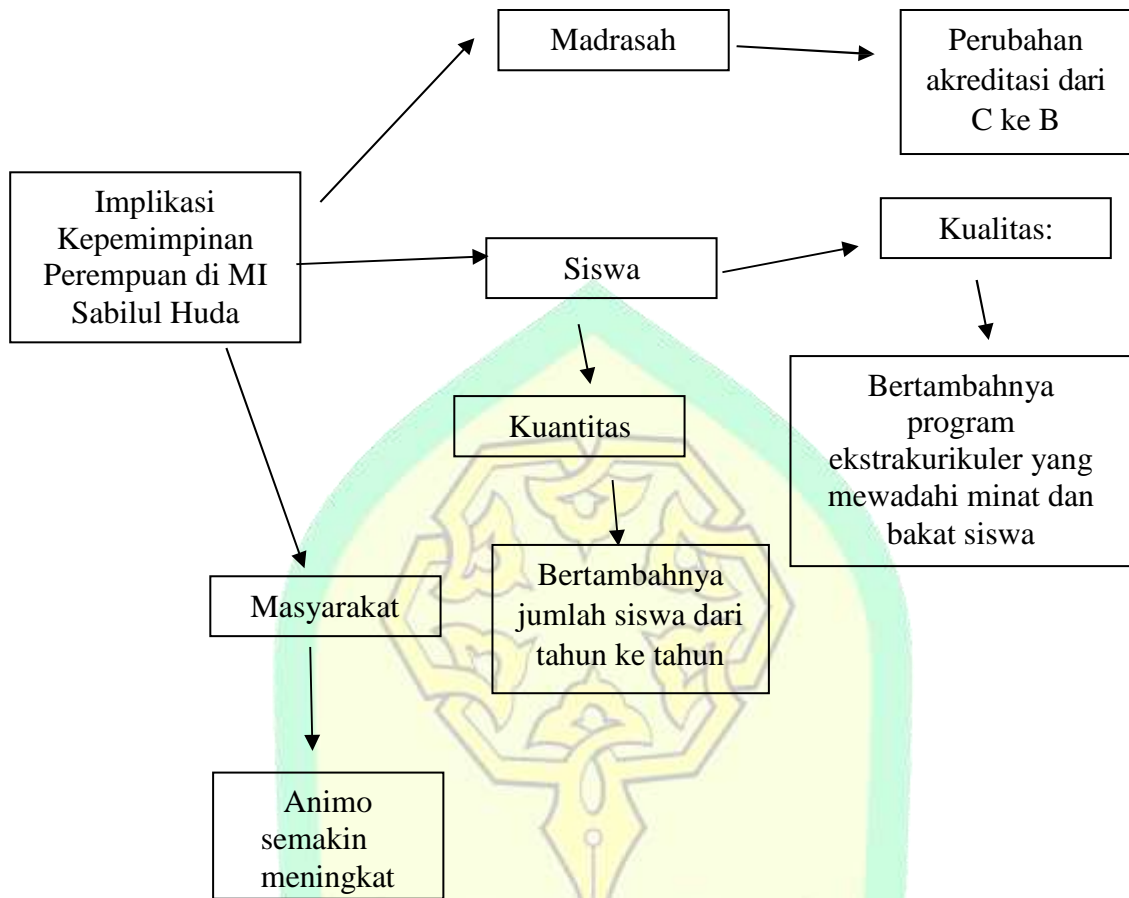 Madrasah
Perubahan
akreditasi dari
C ke B
Implikasi
Kepemimpinan
Perempuan di MI
Sabilul Huda
Siswa
Kualitas:
Kuantitas
Bertambahnya
program
ekstrakurikuler yang
mewadahi minat dan
bakat siswa
Bertambahnya
jumlah siswa dari
tahun ke tahun
Masyarakat
Animo
semakin
meningkat